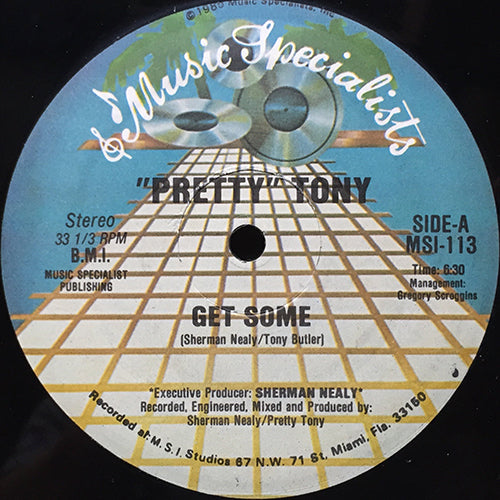 ©1985 Music Specialists, Inc
Music Specialists
"PRETTY" TONY
Stereo
33 1/3 RPM
B.M.I.
MUSIC SPECIALIST
PUBLISHING
SIDE-A
MSI-113
Time: 6:30
Management:
Gregory Scroggins
GET SOME
(Sherman Nealy/Tony Butler)
*Executive Producer: SHERMAN NEALY*
Recorded, Engineered, Mixed and Produced by:
Sherman Nealy/Pretty Tony
Recorded at: M.S.I. Studios 67 N.W. 71 St. Miami, Fla. 33150